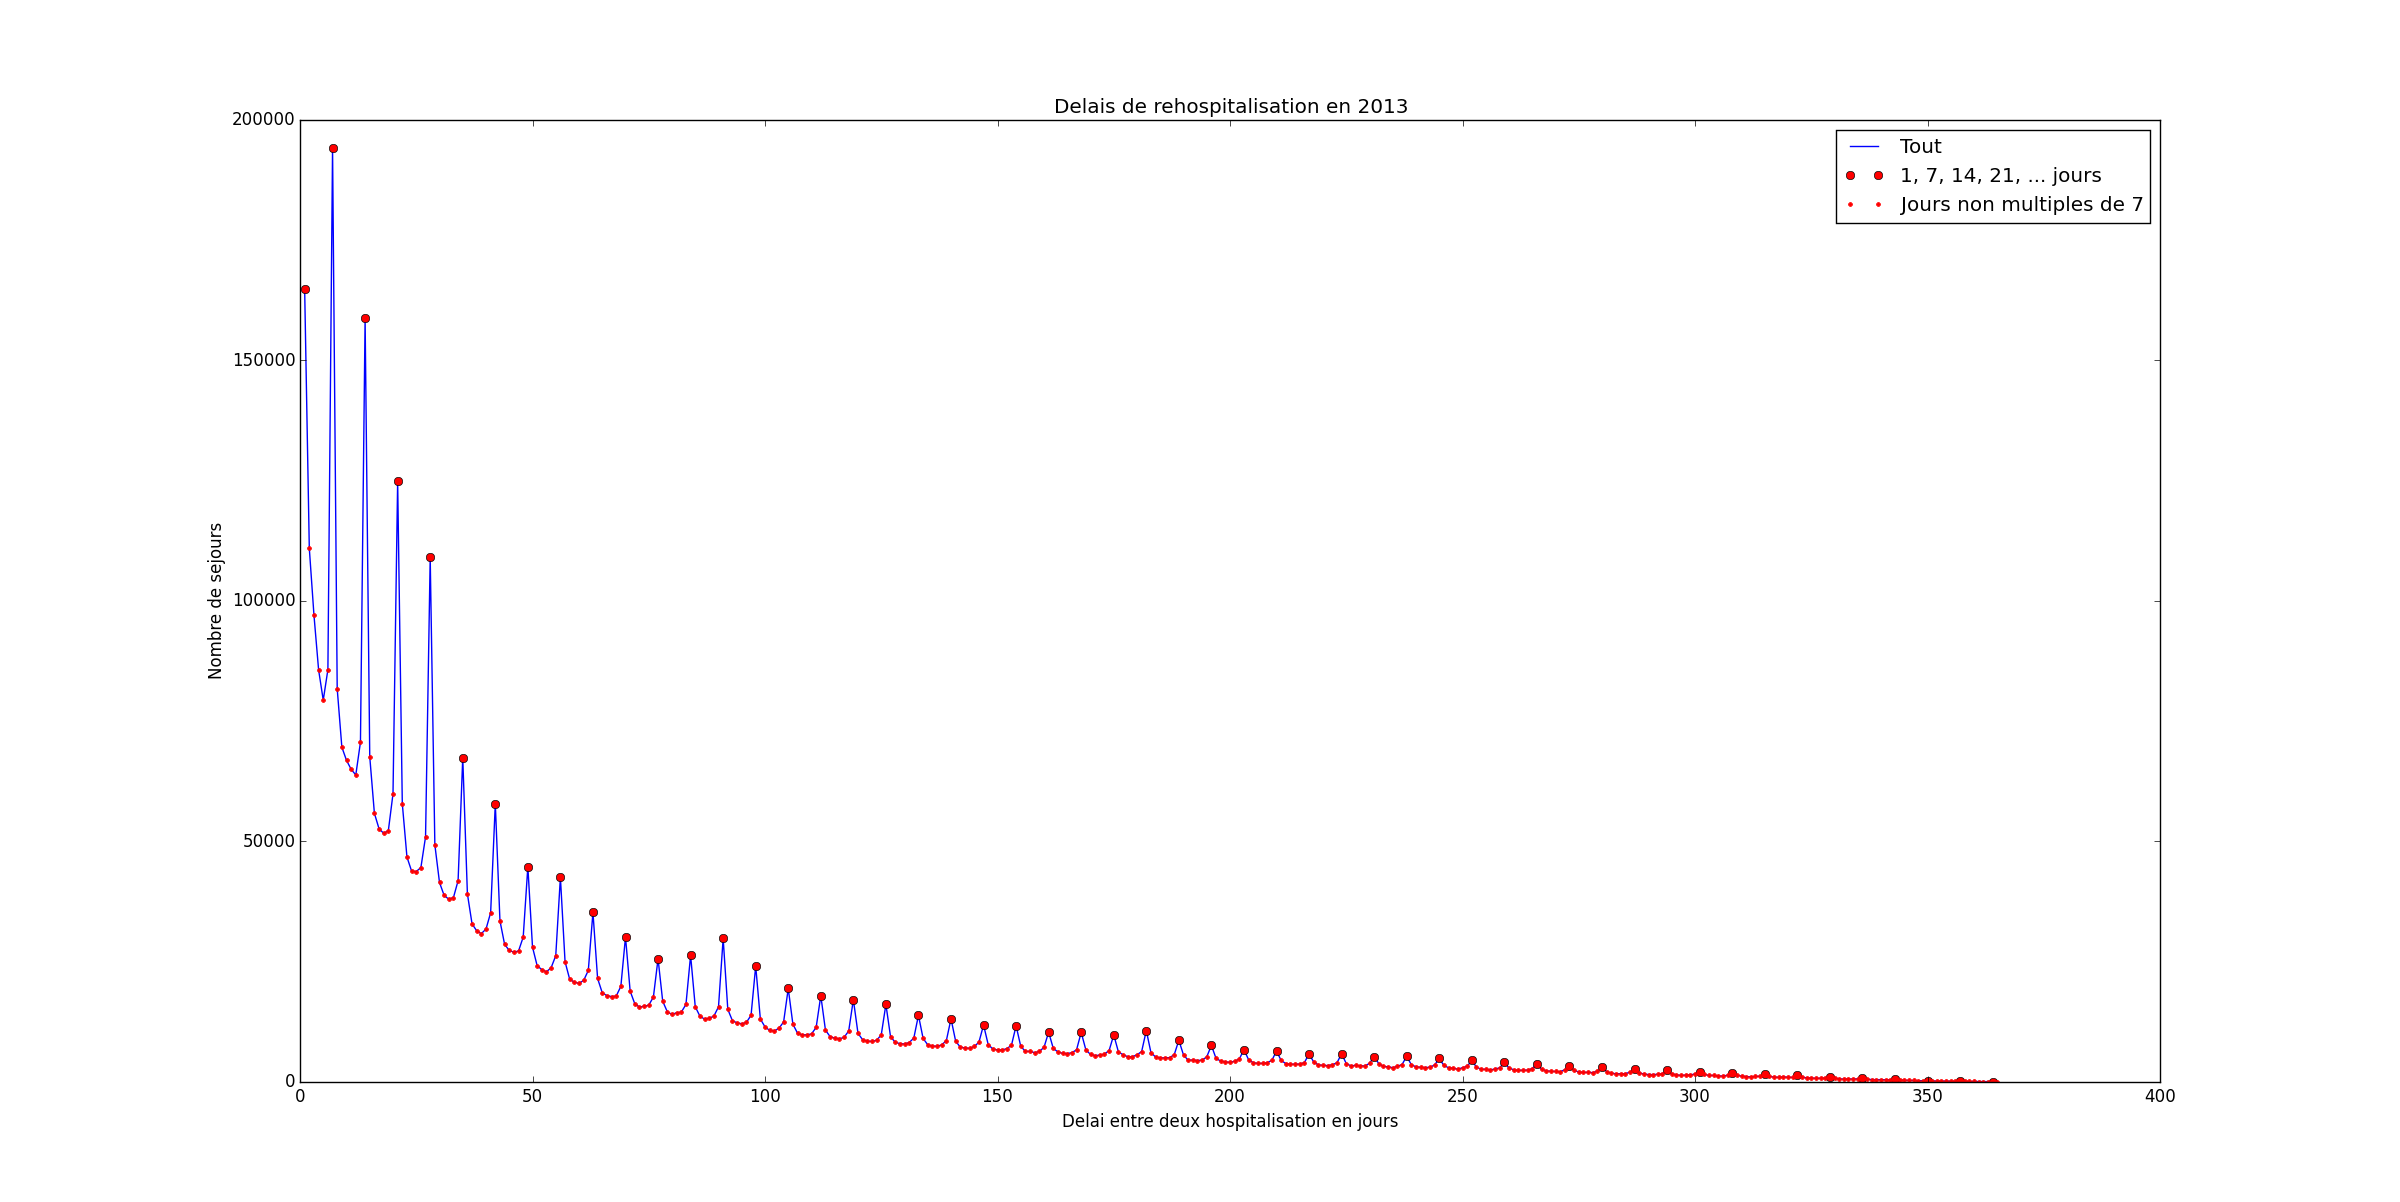 Delais de rehospitalisation en 2013
200000
150000
100000
50000
0
Nombre de sejours
Tout
1, 7, 14, 21, ... jours
Jours non multiples de 7
0 50 100 150 200 250 300 350 400
Delai entre deux hospitalisation en jours